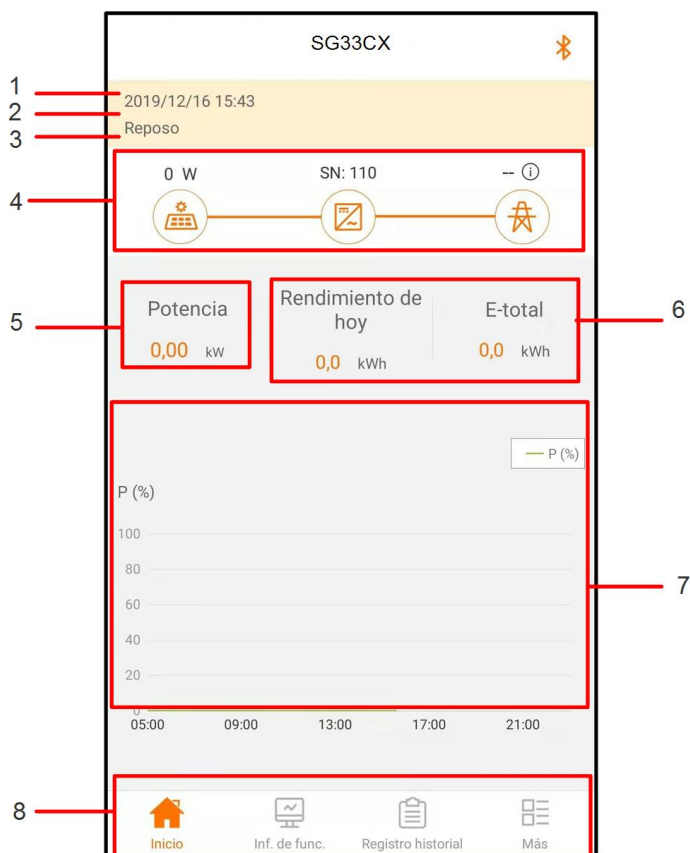 SG33CX
1
2019/12/16 15:43
2
Reposo
3
0 W
SN: 110
--
4
Potencia
0,00 kW
5
Rendimiento de
hoy
0,0 kWh
E-total
0,0 kWh
6
P (%)
P (%)
100
80
60
40
20
0
05:00
09:00
13:00
17:00
21:00
7
8
Inicio
Inf. de func.
Registro historial
Más